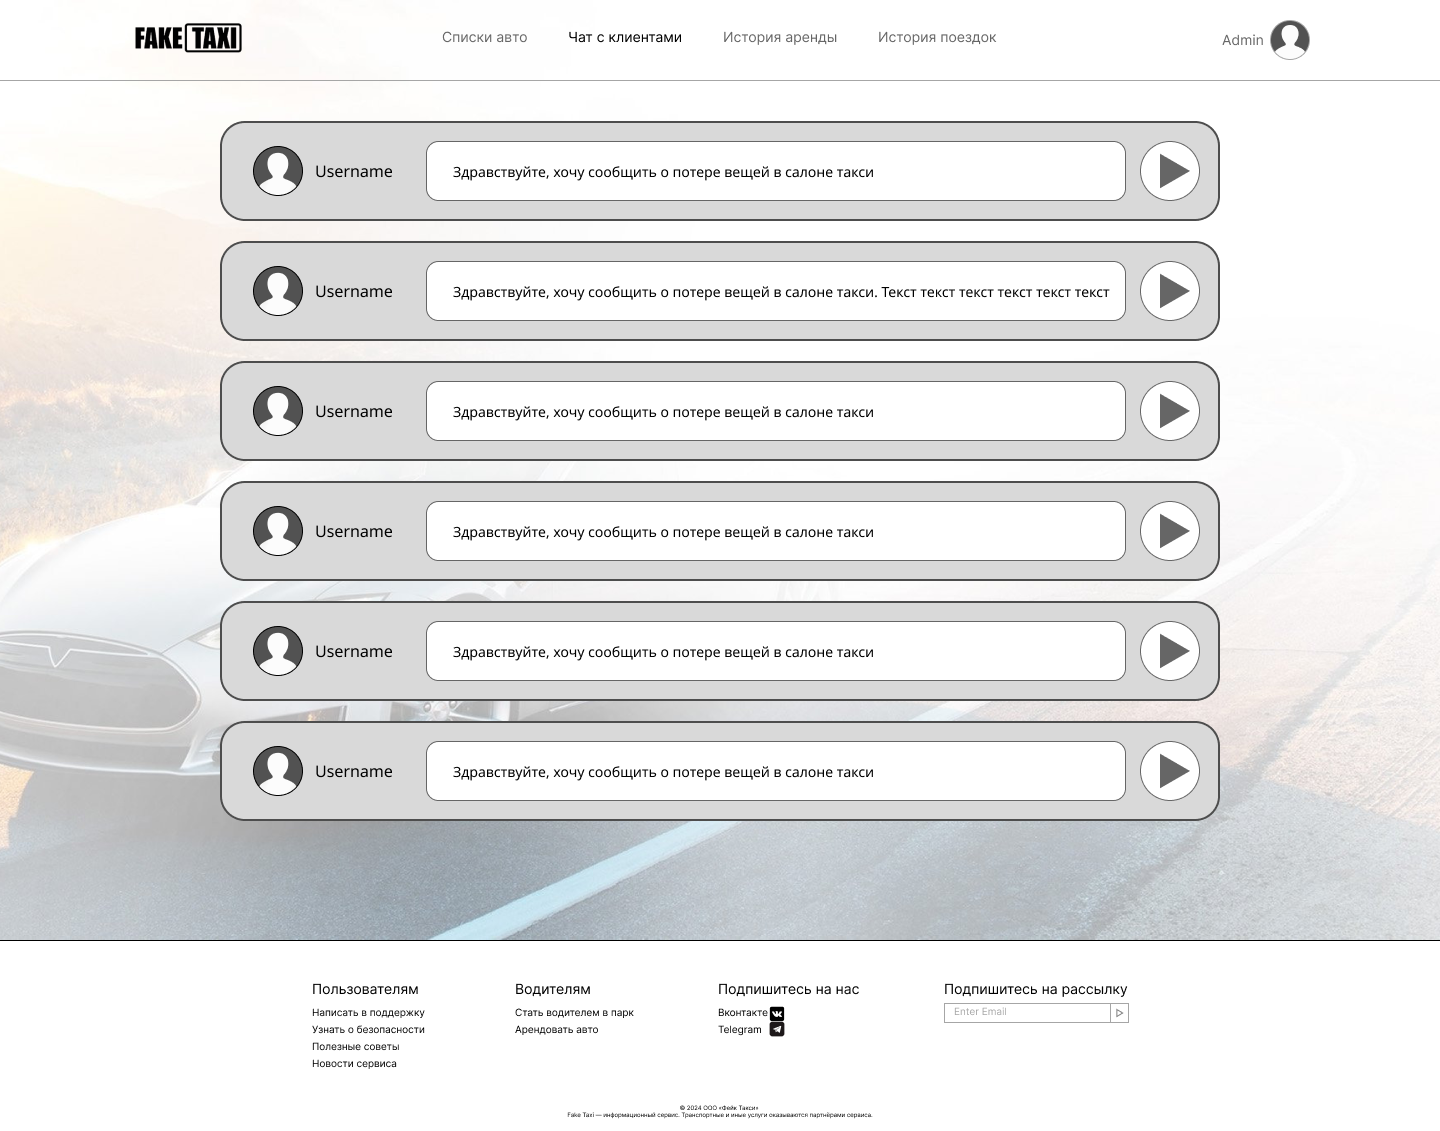 FAKE TAXI
Списки авто
Чат с клиентами
История аренды
История поездок
Admin
Username
Здравствуйте, хочу сообщить о потере вещей в салоне такси
Username
Здравствуйте, хочу сообщить о потере вещей в салоне такси. Текст текст текст текст текст текст
Username
Здравствуйте, хочу сообщить о потере вещей в салоне такси
Username
Здравствуйте, хочу сообщить о потере вещей в салоне такси
Username
Здравствуйте, хочу сообщить о потере вещей в салоне такси
Username
Здравствуйте, хочу сообщить о потере вещей в салоне такси
Пользователям
Написать в поддержку
Узнать о безопасности
Полезные советы
Новости сервиса
Водителям
Стать водителем в парк
Арендовать авто
Подпишитесь на нас
Вконтакте
Telegram
Подпишитесь на рассылку
Enter Email
© 2024 ООО «Фейк Такси»
Fake Taxi — информационный сервис. Транспортные и иные услуги оказываются партнёрами сервиса.